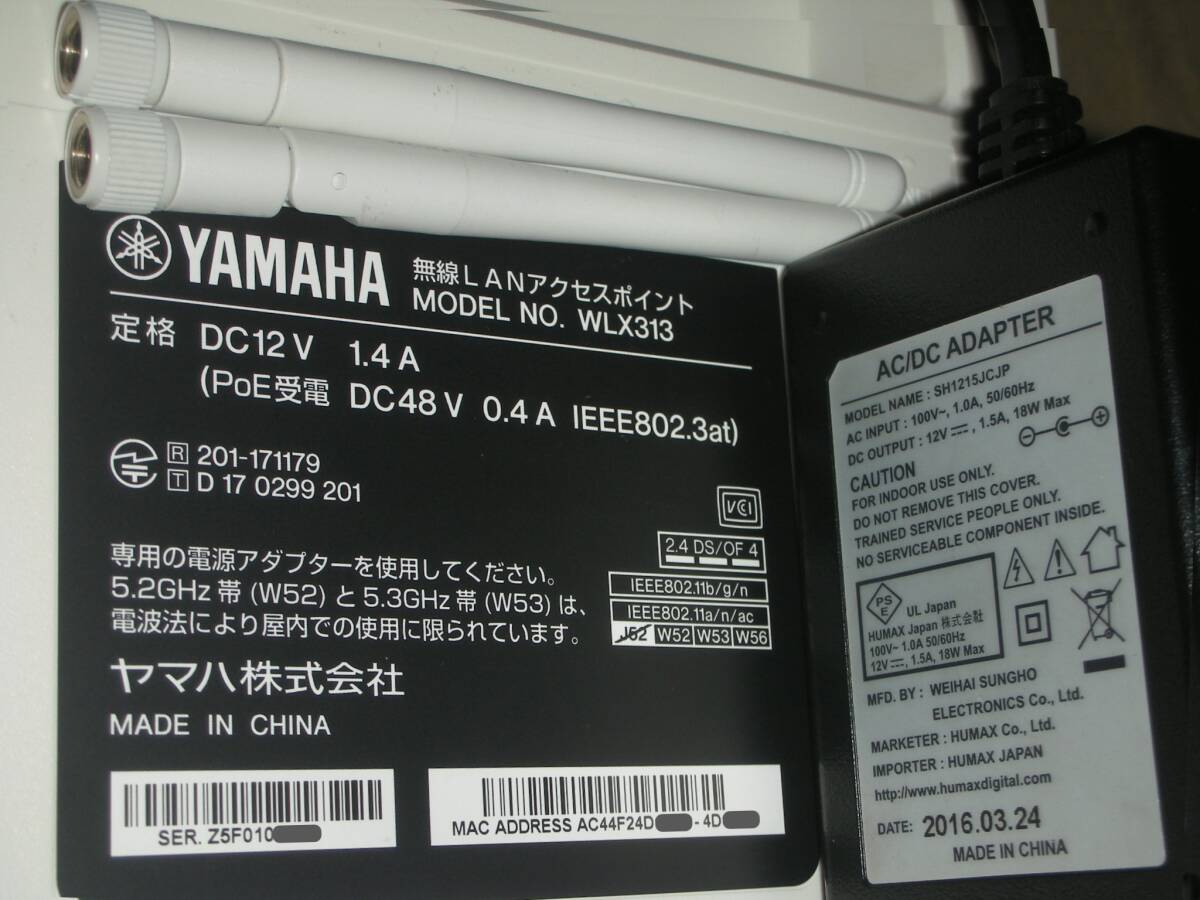 YAMAHA 無線LANアクセスポイント
MODEL NO. WLX313
定格 DC12V 1.4A
(PoE受電 DC48V 0.4A IEEE802.3at)
R 201-171179
T D 17 0299 201
VCI
2.4 DS/OF 4
IEEE802.11b/g/n
IEEE802.11a/n/ac
J52 W52 W53 W56
専用の電源アダプターを使用してください。
5.2GHz帯(W52)と5.3GHz帯(W53)は、
電波法により屋内での使用に限られています。
ヤマハ株式会社
MADE IN CHINA
SER. Z5F010
MAC ADDRESS AC44F24D - 4D
AC/DC ADAPTER
MODEL NAME : SH1215JCJP
AC INPUT : 100V~, 1.0A, 50/60Hz
DC OUTPUT : 12V⎓, 1.5A, 18W Max
CAUTION
FOR INDOOR USE ONLY.
DO NOT REMOVE THIS COVER.
TRAINED SERVICE PEOPLE ONLY.
NO SERVICEABLE COMPONENT INSIDE.
PS
E
UL Japan
HUMAX Japan 株式会社
100V~ 1.0A 50/60Hz
12V⎓, 1.5A, 18W Max
MFD. BY : WEIHAI SUNGHO
ELECTRONICS Co., Ltd.
MARKETER : HUMAX Co., Ltd.
IMPORTER : HUMAX JAPAN
http://www.humaxdigital.com
DATE: 2016.03.24
MADE IN CHINA